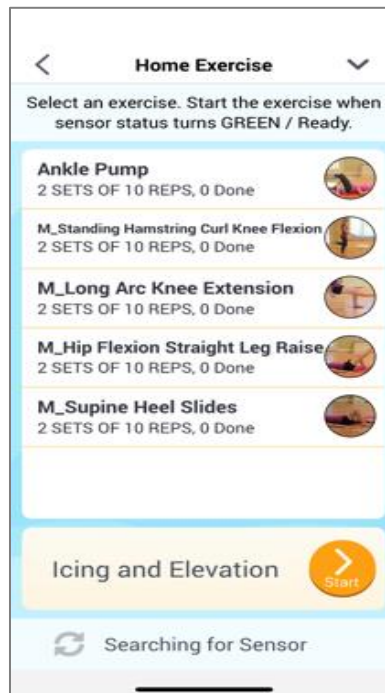 Home Exercise
Select an exercise. Start the exercise when
sensor status turns GREEN / Ready.
Ankle Pump
2 SETS OF 10 REPS, 0 Done
M_Standing Hamstring Curl Knee Flexion
2 SETS OF 10 REPS, 0 Done
M_Long Arc Knee Extension
2 SETS OF 10 REPS, 0 Done
M_Hip Flexion Straight Leg Raise
2 SETS OF 10 REPS, 0 Done
M_Supine Heel Slides
2 SETS OF 10 REPS, 0 Done
Icing and Elevation
Start
Searching for Sensor